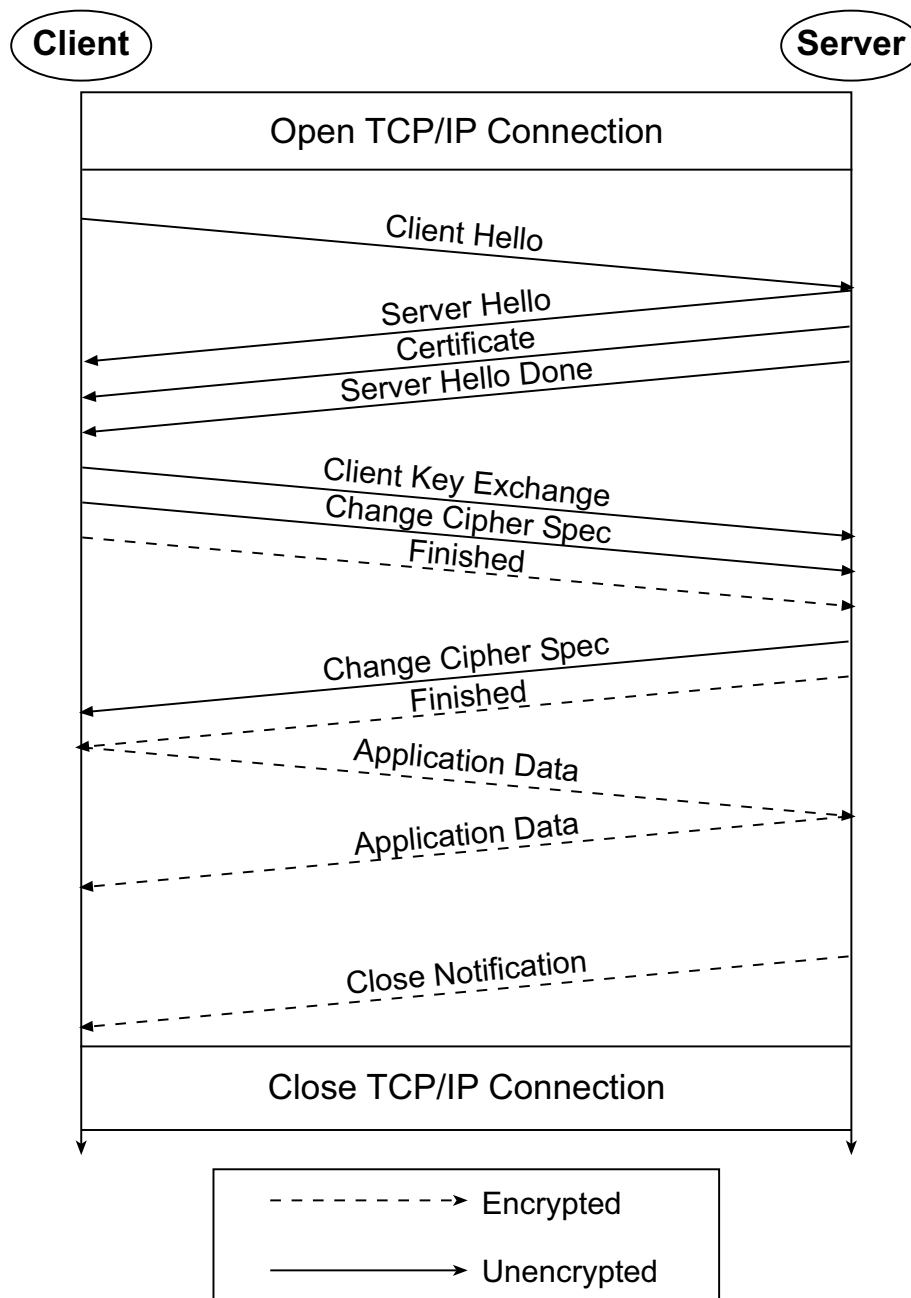 Client
Server
Open TCP/IP Connection
Client Hello
Server Hello
Certificate
Server Hello Done
Client Key Exchange
Change Cipher Spec
Finished
Change Cipher Spec
Finished
Application Data
Application Data
Close Notification
Close TCP/IP Connection
Encrypted
Unencrypted